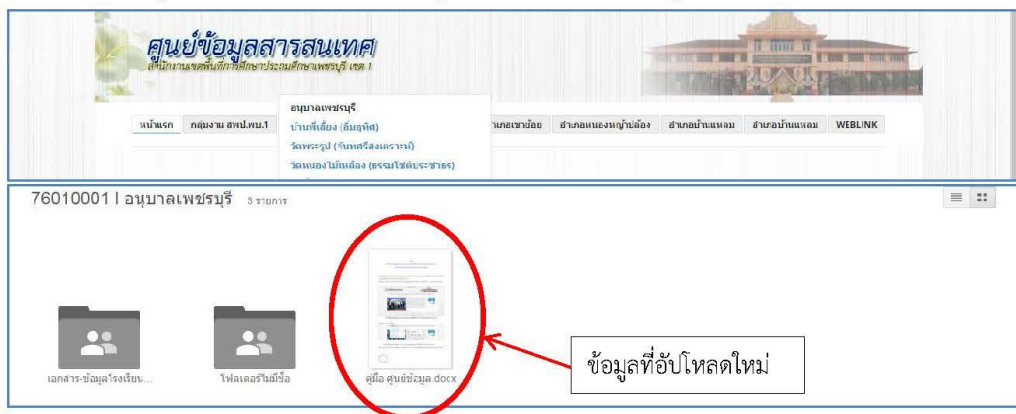 ศูนย์ข้อมูลสารสนเทศ
สำนักงานเขตพื้นที่การศึกษาประถมศึกษาเพชรบุรี เขต 1
อนุบาลเพชรบุรี
หน้าแรก กลุ่มงาน สพป.พบ.1 บ้านพี่เลี้ยง (อิ่มอุทิศ) าเภอเขาย้อย อำเภอหนองหญ้าปล้อง อำเภอบ้านแหลม อำเภอบ้านแหลม WEBLINK
วัดพระรูป (จันทศรีสงเคราะห์)
วัดหนองไม้เหลือง (ธรรมโชติประชาธร)
76010001 l อนุบาลเพชรบุรี 3 รายการ
ข้อมูลที่อัปโหลดใหม่
เอกสาร-ข้อมูลโรงเรียน... โฟลเดอร์ไม่มีชื่อ คู่มือ ศูนย์ข้อมูล.docx